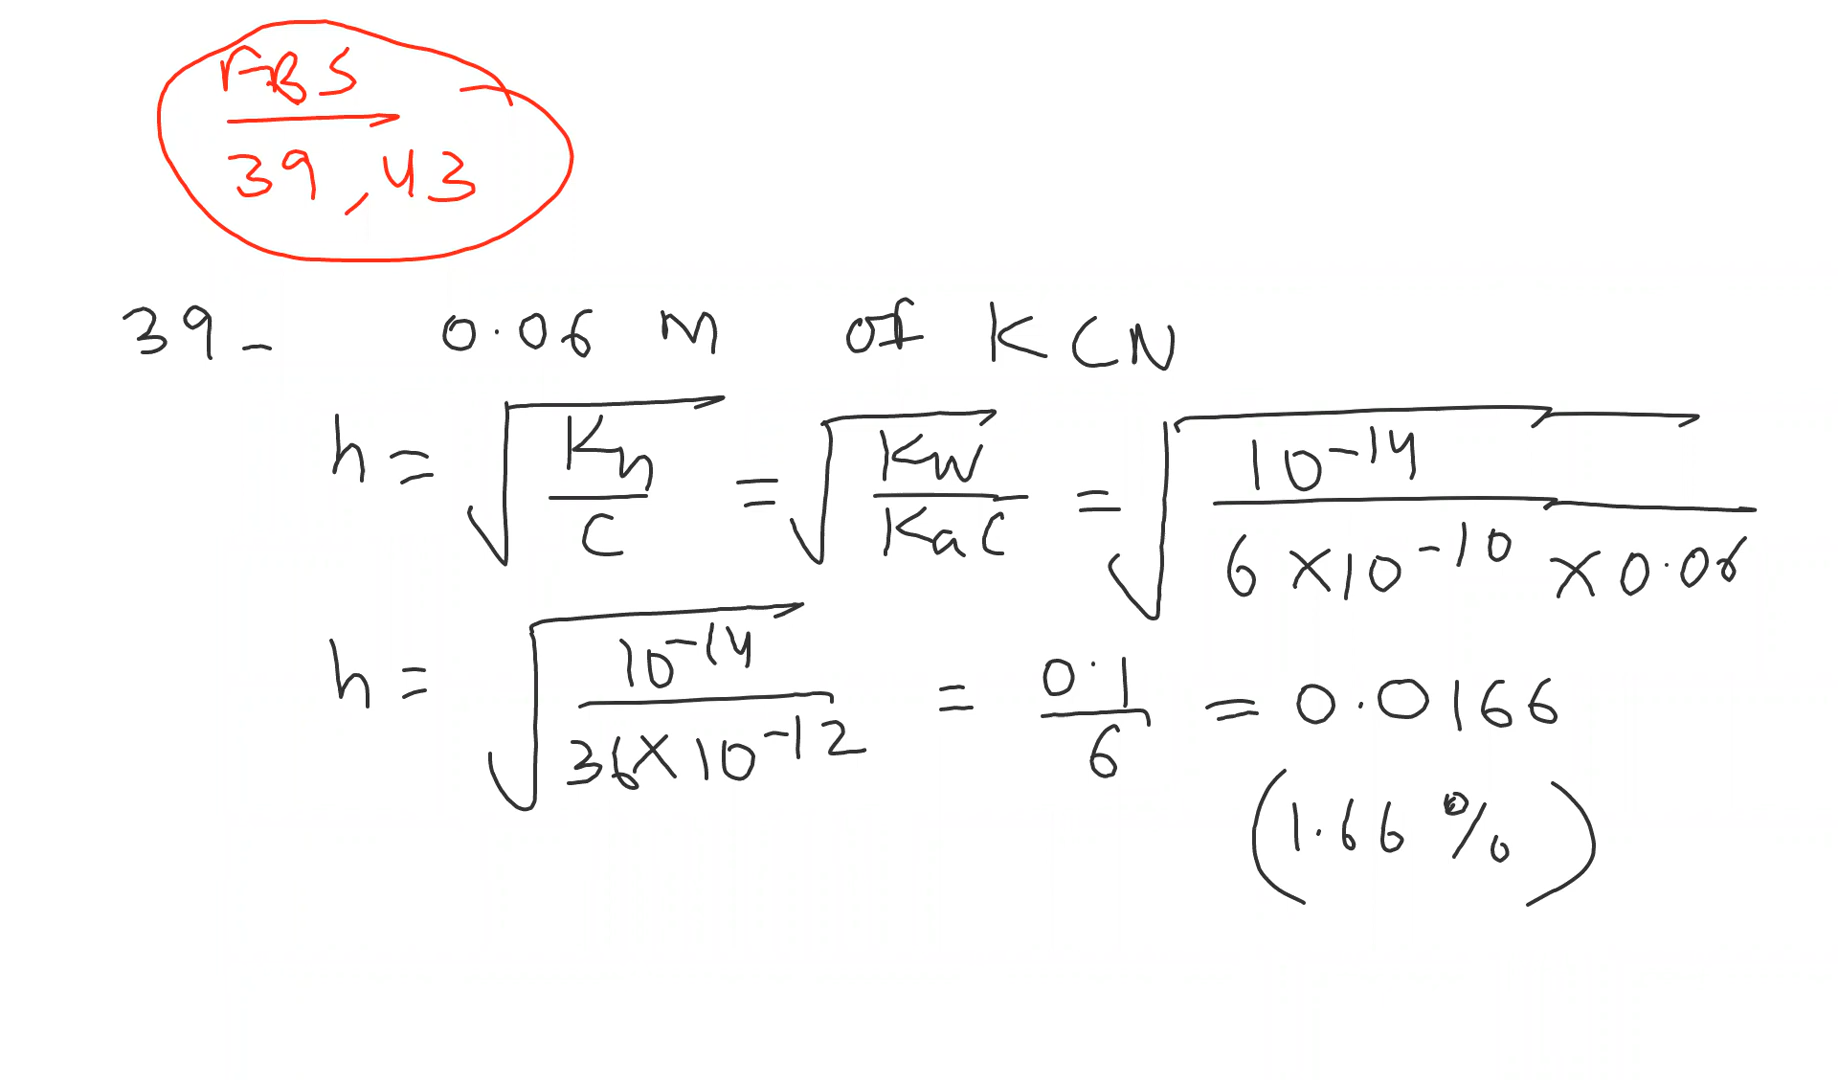 FBS
39, 43
39 - 0.06 M of KCN
h = √(Kh/C) = √(Kw/KaC) = √(10⁻¹⁴/(6×10⁻¹⁰×0.06))
h = √(10⁻¹⁴/(36×10⁻¹²)) = 0.1/6 = 0.0166
(1.66 %)